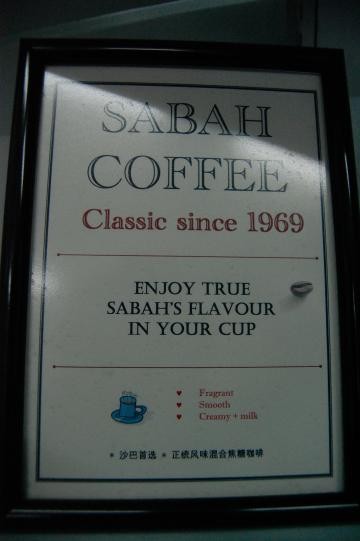 SABAH
COFFEE
Classic since 1969
ENJOY TRUE
SABAH'S FLAVOUR
IN YOUR CUP
♥ Fragrant
♥ Smooth
♥ Creamy + milk
* 沙巴首选 * 正统风味混合焦糖咖啡